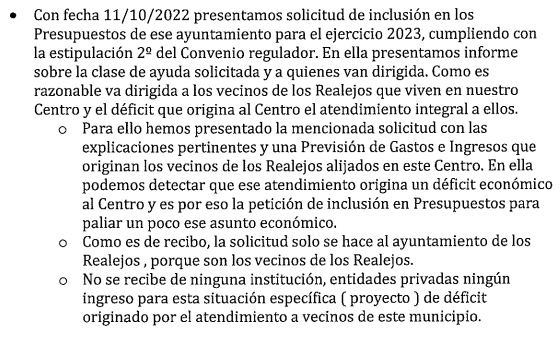 • Con fecha 11/10/2022 presentamos solicitud de inclusión en los
Presupuestos de ese ayuntamiento para el ejercicio 2023, cumpliendo con
la estipulación 2º del Convenio regulador. En ella presentamos informe
sobre la clase de ayuda solicitada y a quienes van dirigida. Como es
razonable va dirigida a los vecinos de los Realejos que viven en nuestro
Centro y el déficit que origina al Centro el atendimiento integral a ellos.
o Para ello hemos presentado la mencionada solicitud con las
explicaciones pertinentes y una Previsión de Gastos e Ingresos que
originan los vecinos de los Realejos alijados en este Centro. En ella
podemos detectar que ese atendimiento origina un déficit económico
al Centro y es por eso la petición de inclusión en Presupuestos para
paliar un poco ese asunto económico.
o Como es de recibo, la solicitud solo se hace al ayuntamiento de los
Realejos , porque son los vecinos de los Realejos.
o No se recibe de ninguna institución, entidades privadas ningún
ingreso para esta situación específica ( proyecto ) de déficit
originado por el atendimiento a vecinos de este municipio.